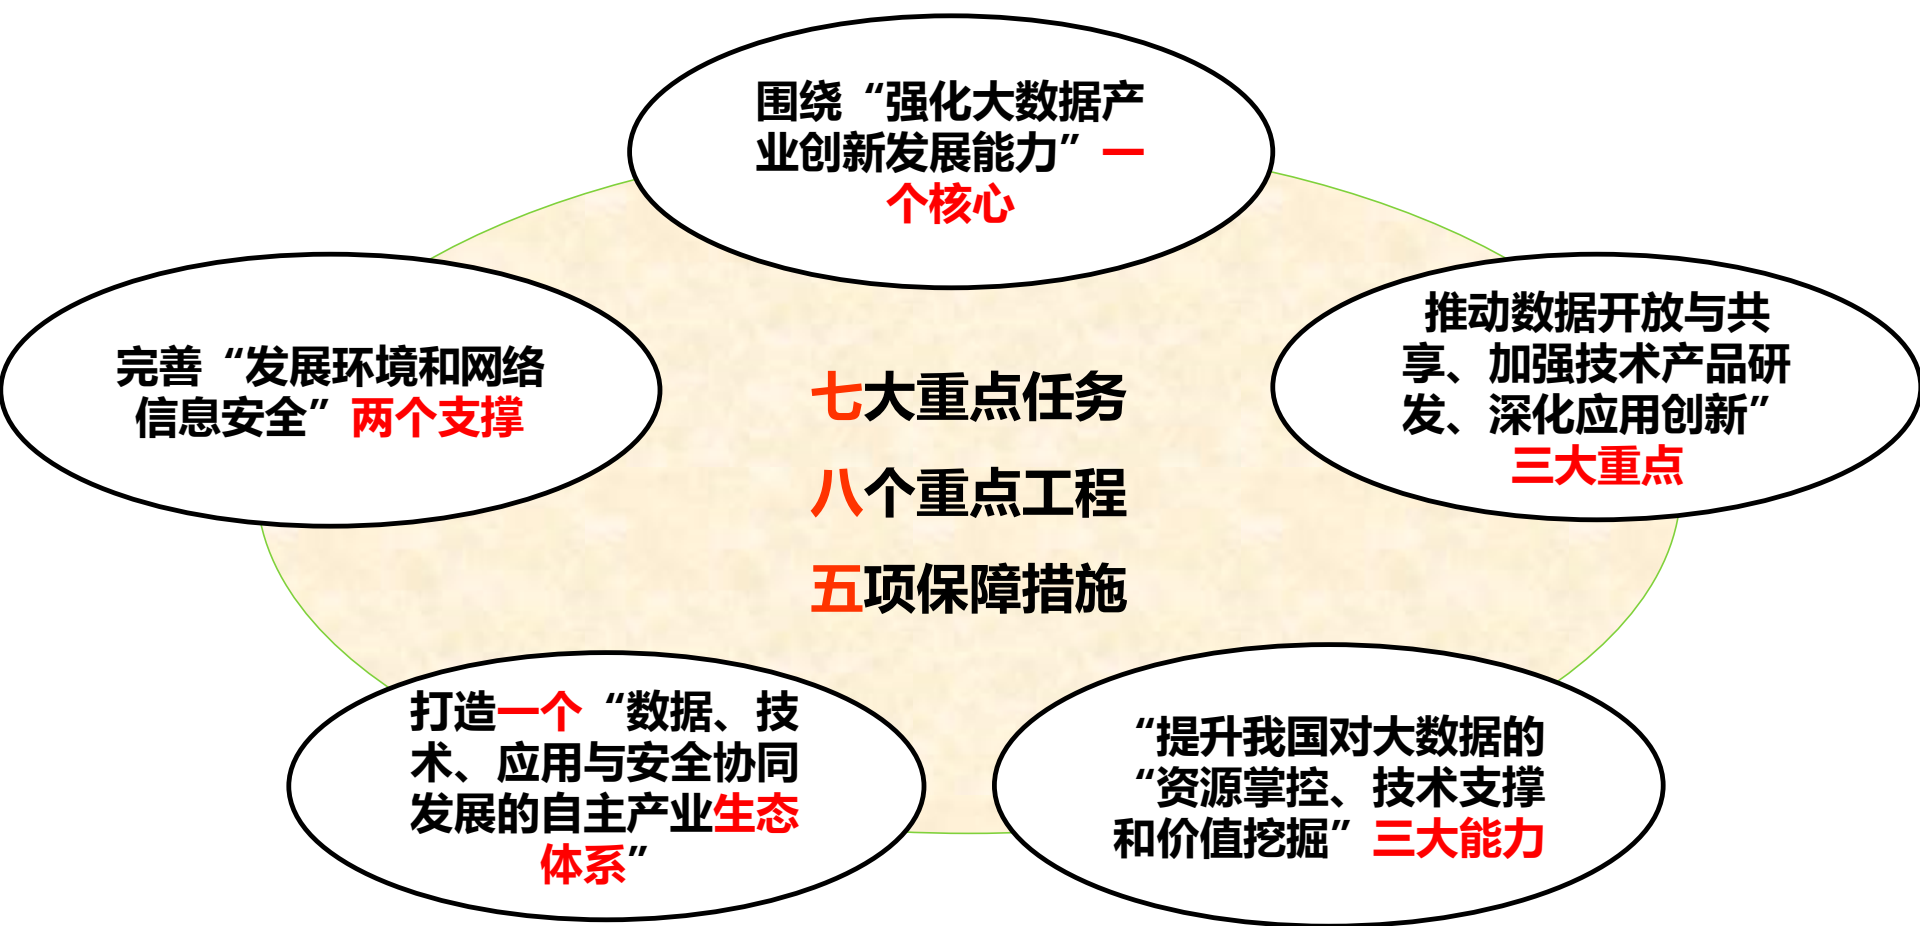 围绕“强化大数据产
业创新发展能力”一
个核心
完善“发展环境和网络
信息安全”两个支撑
推动数据开放与共
享、加强技术产品研
发、深化应用创新”
三大重点
七大重点任务
八个重点工程
五项保障措施
打造一个“数据、技
术、应用与安全协同
发展的自主产业生态
体系”
“提升我国对大数据的
“资源掌控、技术支撑
和价值挖掘”三大能力